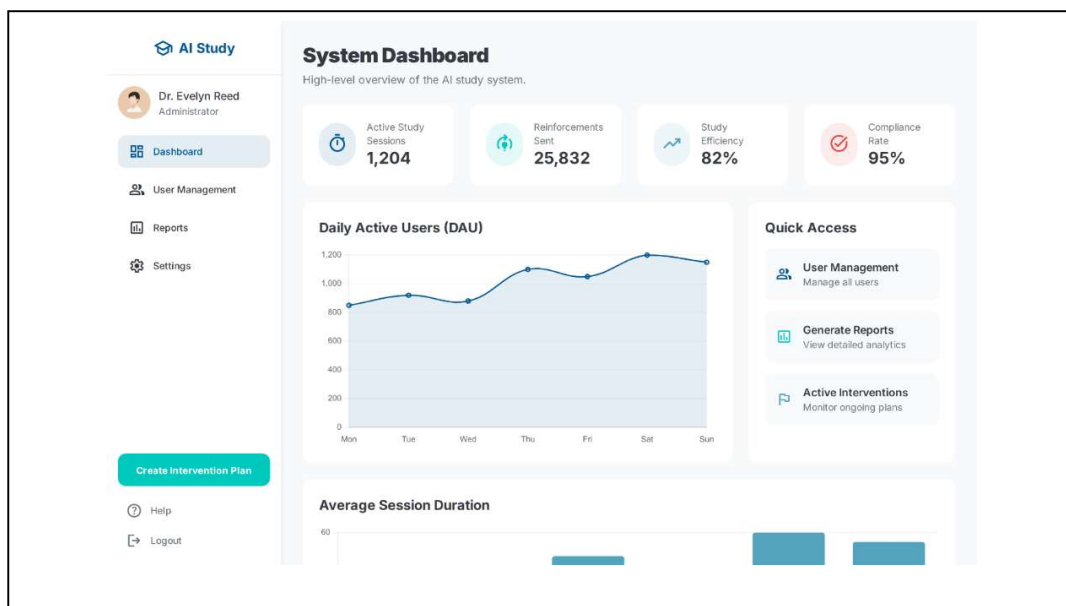 AI Study
Dr. Evelyn Reed
Administrator
Dashboard
User Management
Reports
Settings
Create Intervention Plan
Help
Logout
System Dashboard
High-level overview of the AI study system.
Active Study
Sessions
1,204
Reinforcements
Sent
25,832
Study
Efficiency
82%
Compliance
Rate
95%
Daily Active Users (DAU)
1,200
1,000
800
600
400
200
0
Mon Tue Wed Thu Fri Sat Sun
Quick Access
User Management
Manage all users
Generate Reports
View detailed analytics
Active Interventions
Monitor ongoing plans
Average Session Duration
60